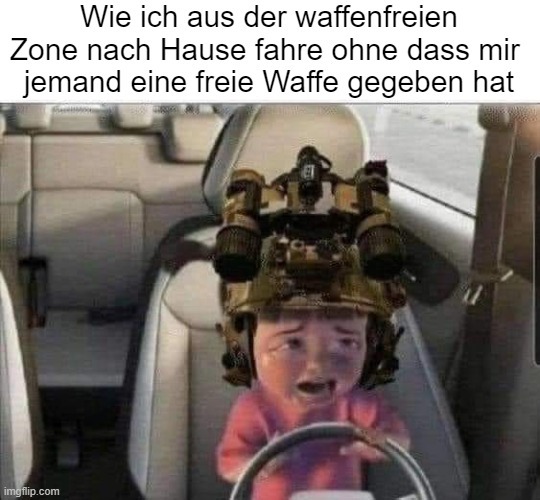 Wie ich aus der waffenfreien
Zone nach Hause fahre ohne dass mir
jemand eine freie Waffe gegeben hat
imgflip.com